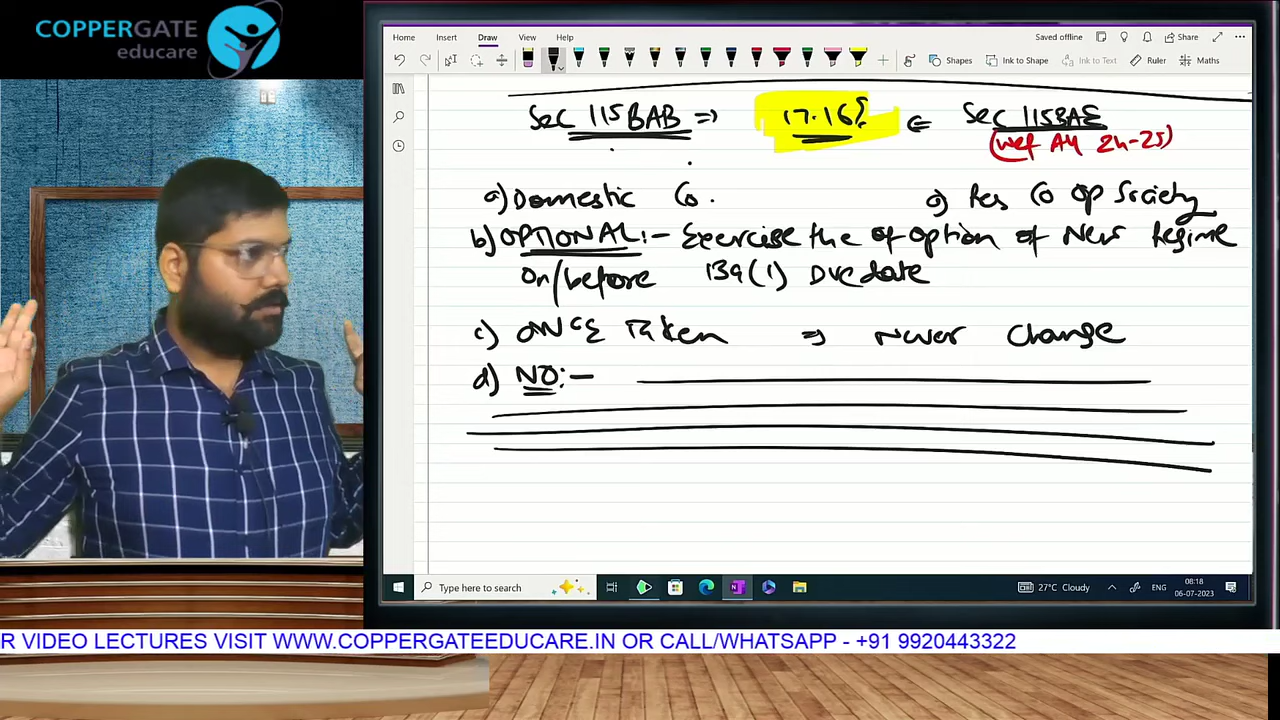 COPPERGATE
educare
Home Insert Draw View Help
Saved offline
Share
Shapes
Ink to Shape
Ink to Text
Ruler
Maths
Sec 115BAB => 17.16% <= Sec 115BAE
(wef AY 24-25)
a) Domestic Co. a) Res Co op Society
b) OPTIONAL:- Exercise the of option of New Regime
on/before 139(1) Due date
c) ONCE Taken => Never change
d) NO:-
Type here to search
27°C Cloudy
ENG
08:18
06-07-2023
R VIDEO LECTURES VISIT WWW.COPPERGATEEDUCARE.IN OR CALL/WHATSAPP - +91 9920443322